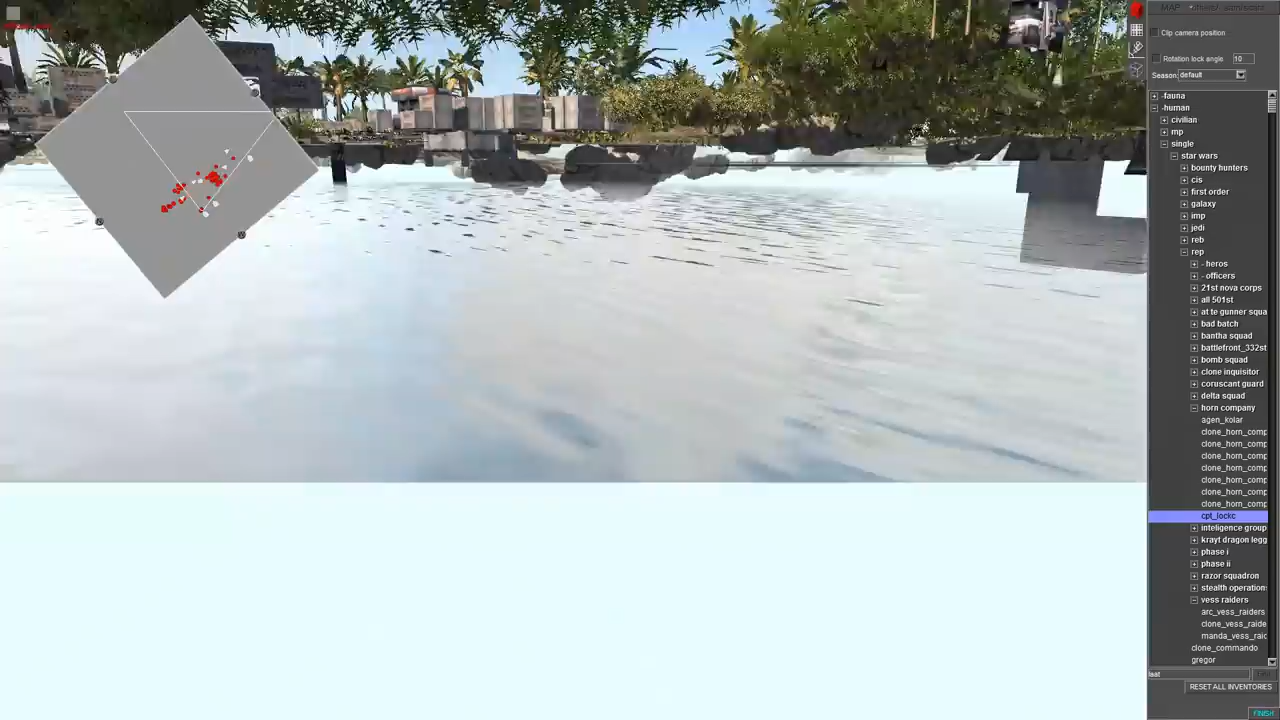 MAP
Clip camera position
Rotation lock angle 10
Season: default
-fauna
-human
civilian
mp
single
star wars
bounty hunters
cis
first order
galaxy
imp
jedi
reb
rep
- heros
- officers
21st nova corps
all 501st
at te gunner squa
bad batch
bantha squad
battlefront_332st
bomb squad
clone inquisitor
coruscant guard
delta squad
horn company
agen_kolar
clone_horn_comp
clone_horn_comp
clone_horn_comp
clone_horn_comp
clone_horn_comp
clone_horn_comp
clone_horn_comp
cpt_lockc
inteligence group
krayt dragon legg
phase i
phase ii
razor squadron
stealth operation
vess raiders
arc_vess_raiders
clone_vess_raide
manda_vess_raid
clone_commando
gregor
laat
RESET ALL INVENTORIES
FINISH